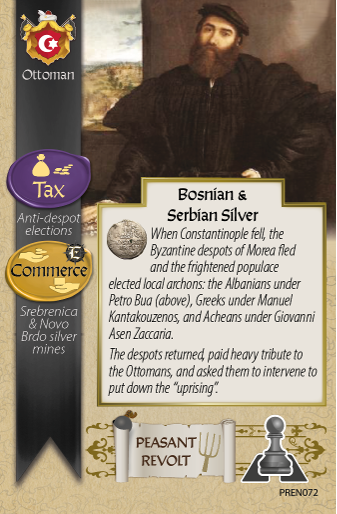 Ottoman
Tax
Anti-despot
elections
Commerce
Srebrenica
& Novo
Brdo silver
mines
Bosnian &
Serbian Silver
When Constantinople fell, the
Byzantine despots of Morea fled
and the frightened populace
elected local archons: the Albanians under
Petro Bua (above), Greeks under Manuel
Kantakouzenos, and Acheans under Giovanni
Asen Zaccaria.
The despots returned, paid heavy tribute to
the Ottomans, and asked them to intervene to
put down the “uprising”.
PEASANT
REVOLT
PREN072